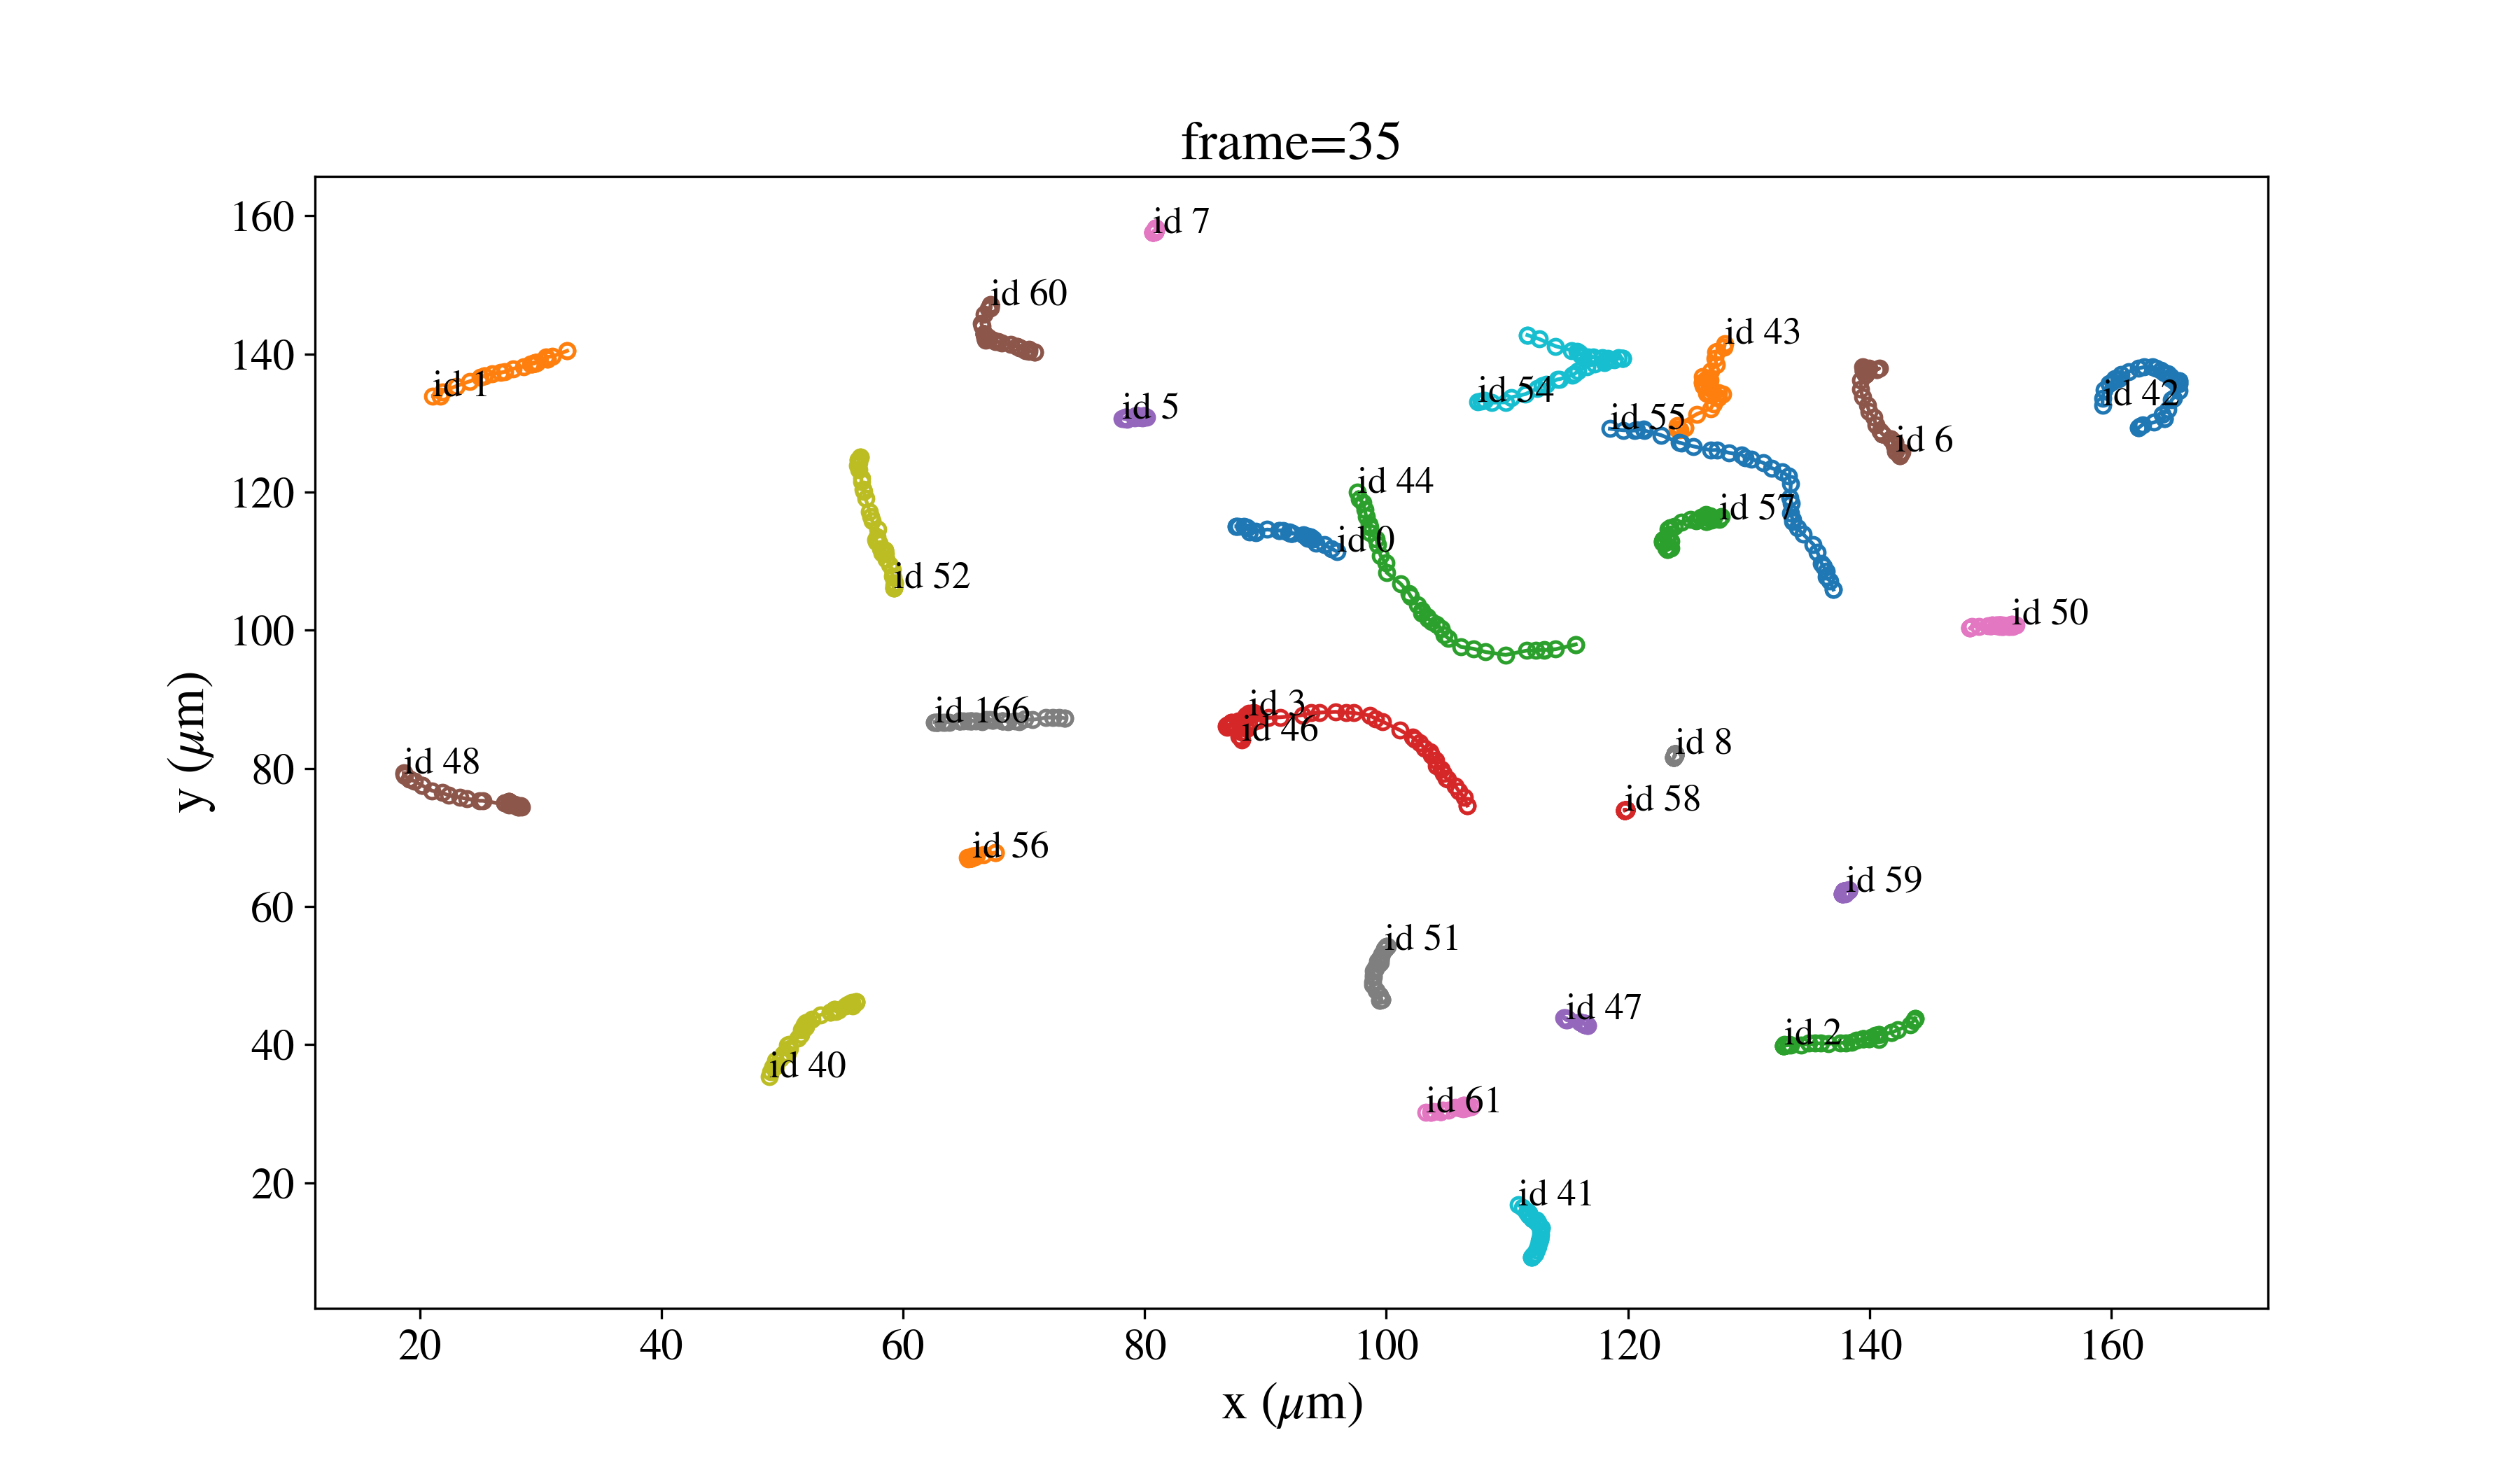 frame=35
160
id 7
id 60
id 43
140
id 1
id 54
id 42
id 5
id 55
id 6
120
id 44
id 57
id 0
id 52
100
id 50
y (μm)
id 3
id 166
id 46
80
id 48
id 8
id 58
id 56
60
id 59
id 51
id 47
40
id 2
id 40
id 61
20
id 41
20 40 60 80 100 120 140 160
x (μm)